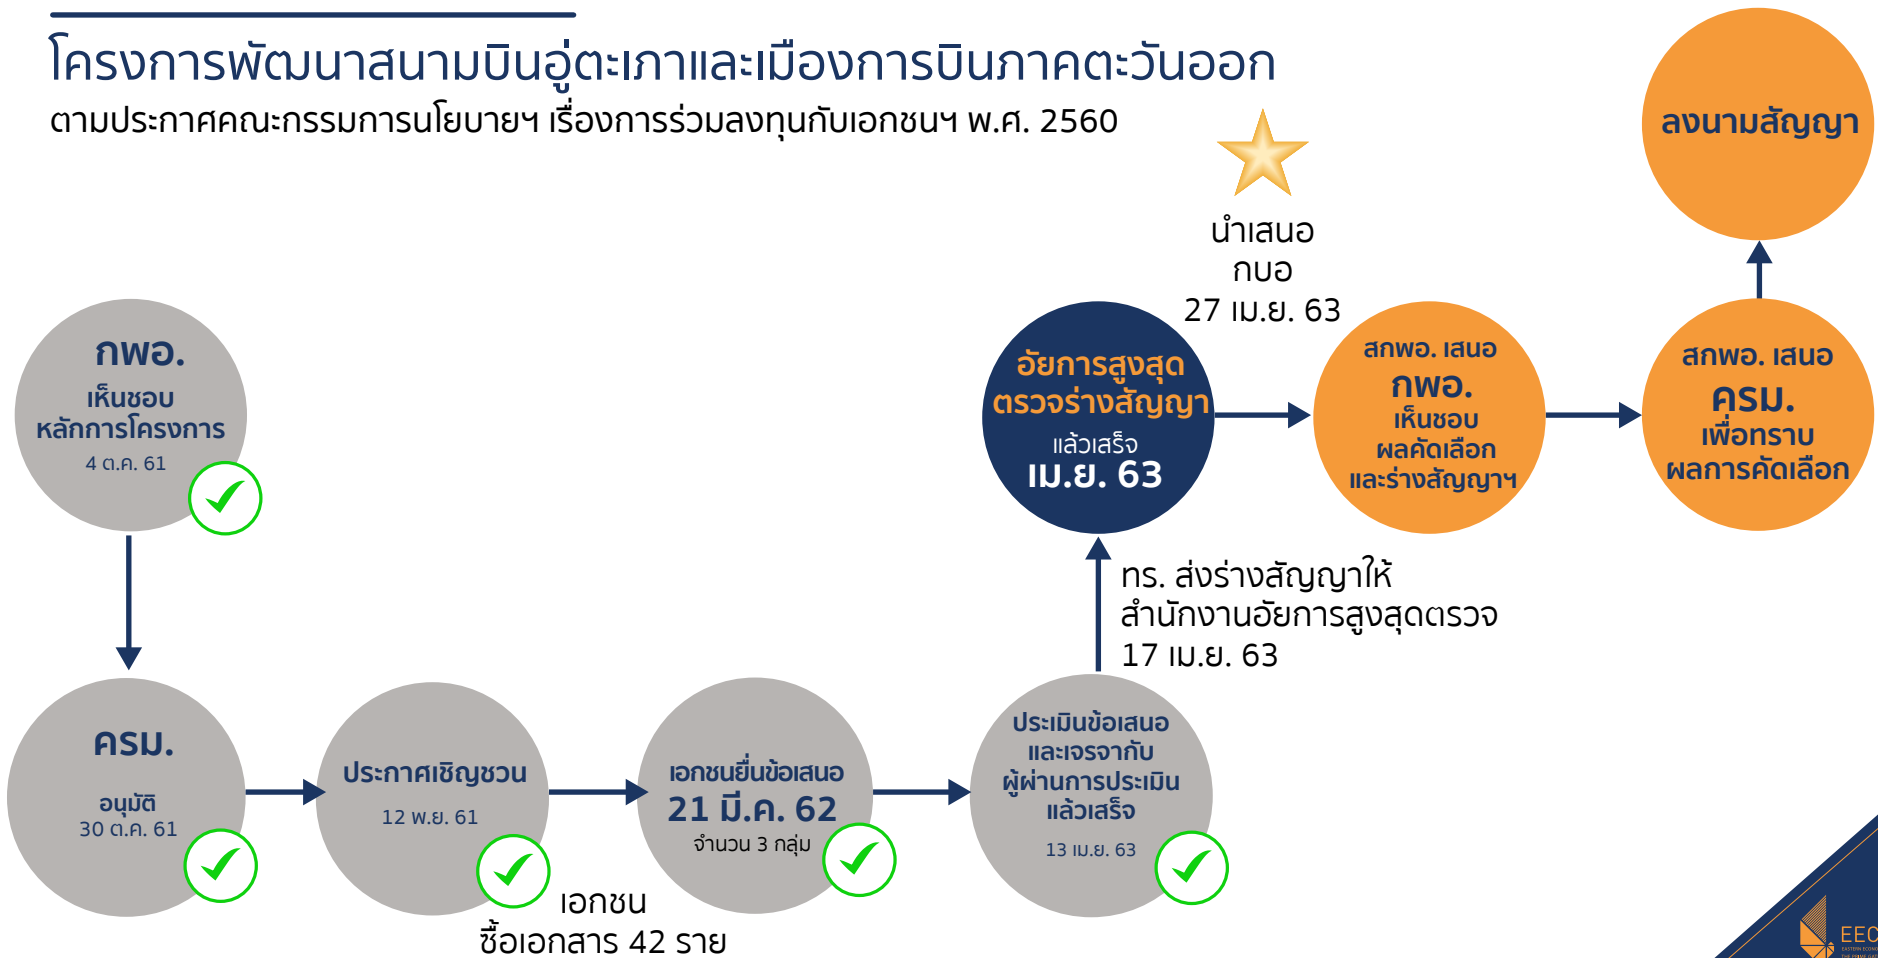 โครงการพัฒนาสนามบินอู่ตะเภาและเมืองการบินภาคตะวันออก
ตามประกาศคณะกรรมการนโยบายฯ เรื่องการร่วมลงทุนกับเอกชนฯ พ.ศ. 2560
กพอ.
เห็นชอบ
หลักการโครงการ
4 ต.ค. 61
ครม.
อนุมัติ
30 ต.ค. 61
ประกาศเชิญชวน
12 พ.ย. 61
เอกชน
ซื้อเอกสาร 42 ราย
เอกชนยื่นข้อเสนอ
21 มี.ค. 62
จำนวน 3 กลุ่ม
ประเมินข้อเสนอ
และเจรจากับ
ผู้ผ่านการประเมิน
แล้วเสร็จ
13 เม.ย. 63
ทร. ส่งร่างสัญญาให้
สำนักงานอัยการสูงสุดตรวจ
17 เม.ย. 63
อัยการสูงสุด
ตรวจร่างสัญญา
แล้วเสร็จ
เม.ย. 63
นำเสนอ
กบอ
27 เม.ย. 63
สกพอ. เสนอ
กพอ.
เห็นชอบ
ผลคัดเลือก
และร่างสัญญาฯ
สกพอ. เสนอ
ครม.
เพื่อทราบ
ผลการคัดเลือก
ลงนามสัญญา
EEC